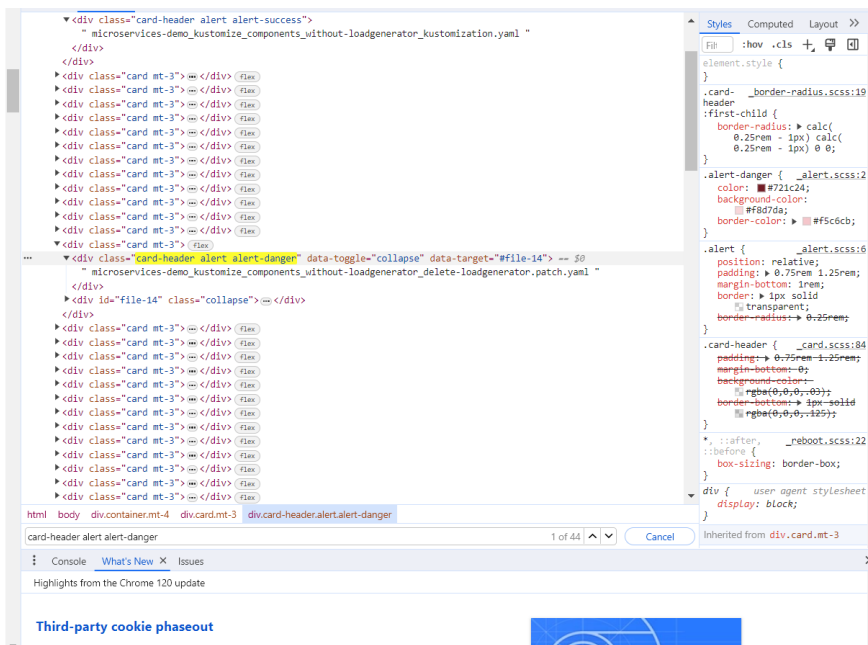 <div class="card-header alert alert-success">
" microservices-demo_kustomize_components_without-loadgenerator_kustomization.yaml "
</div>
</div>
<div class="card mt-3"> ••• </div> flex
<div class="card mt-3"> ••• </div> flex
<div class="card mt-3"> ••• </div> flex
<div class="card mt-3"> ••• </div> flex
<div class="card mt-3"> ••• </div> flex
<div class="card mt-3"> ••• </div> flex
<div class="card mt-3"> ••• </div> flex
<div class="card mt-3"> ••• </div> flex
<div class="card mt-3"> ••• </div> flex
<div class="card mt-3"> ••• </div> flex
<div class="card mt-3"> ••• </div> flex
<div class="card mt-3"> ••• </div> flex
<div class="card mt-3"> flex
••• <div class="card-header alert alert-danger" data-toggle="collapse" data-target="#file-14"> == $0
" microservices-demo_kustomize_components_without-loadgenerator_delete-loadgenerator.patch.yaml "
</div>
<div id="file-14" class="collapse"> ••• </div>
</div>
<div class="card mt-3"> ••• </div> flex
<div class="card mt-3"> ••• </div> flex
<div class="card mt-3"> ••• </div> flex
<div class="card mt-3"> ••• </div> flex
<div class="card mt-3"> ••• </div> flex
<div class="card mt-3"> ••• </div> flex
<div class="card mt-3"> ••• </div> flex
<div class="card mt-3"> ••• </div> flex
<div class="card mt-3"> ••• </div> flex
<div class="card mt-3"> ••• </div> flex
<div class="card mt-3"> ••• </div> flex
<div class="card mt-3"> ••• </div> flex
<div class="card mt-3"> ••• </div> flex
html body div.container.mt-4 div.card.mt-3 div.card-header.alert.alert-danger
card-header alert alert-danger 1 of 44 Cancel
Styles Computed Layout >>
:hov .cls +
element.style {
}
.card- _border-radius.scss:19
header
:first-child {
border-radius: calc(
0.25rem - 1px) calc(
0.25rem - 1px) 0 0;
}
.alert-danger { _alert.scss:2
color: #721c24;
background-color:
#f8d7da;
border-color: #f5c6cb;
}
.alert { _alert.scss:6
position: relative;
padding: 0.75rem 1.25rem;
margin-bottom: 1rem;
border: 1px solid
transparent;
border-radius: 0.25rem;
}
.card-header { _card.scss:84
padding: 0.75rem 1.25rem;
margin-bottom: 0;
background-color:
rgba(0,0,0,.03);
border-bottom: 1px solid
rgba(0,0,0,.125);
}
*, ::after, _reboot.scss:22
::before {
box-sizing: border-box;
}
div { user agent stylesheet
display: block;
}
Inherited from div.card.mt-3
Console What's New × Issues
Highlights from the Chrome 120 update
Third-party cookie phaseout